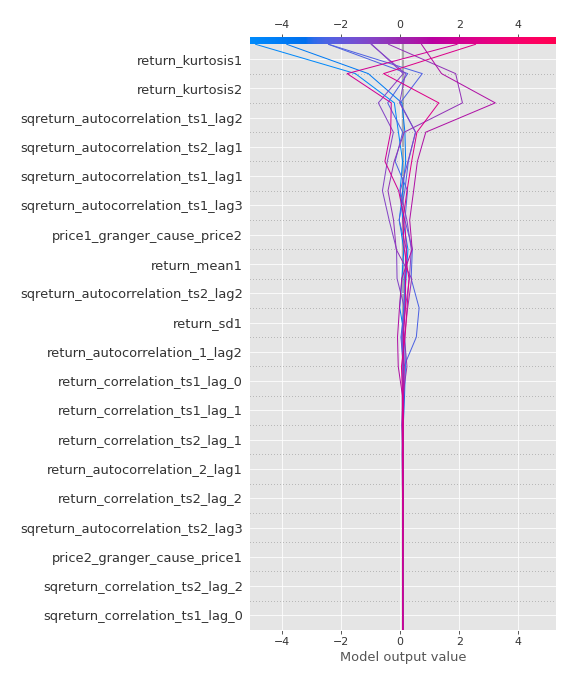 −4 −2 0 2 4
return_kurtosis1
return_kurtosis2
sqreturn_autocorrelation_ts1_lag2
sqreturn_autocorrelation_ts2_lag1
sqreturn_autocorrelation_ts1_lag1
sqreturn_autocorrelation_ts1_lag3
price1_granger_cause_price2
return_mean1
sqreturn_autocorrelation_ts2_lag2
return_sd1
return_autocorrelation_1_lag2
return_correlation_ts1_lag_0
return_correlation_ts1_lag_1
return_correlation_ts2_lag_1
return_autocorrelation_2_lag1
return_correlation_ts2_lag_2
sqreturn_autocorrelation_ts2_lag3
price2_granger_cause_price1
sqreturn_correlation_ts2_lag_2
sqreturn_correlation_ts1_lag_0
−4 −2 0 2 4
Model output value